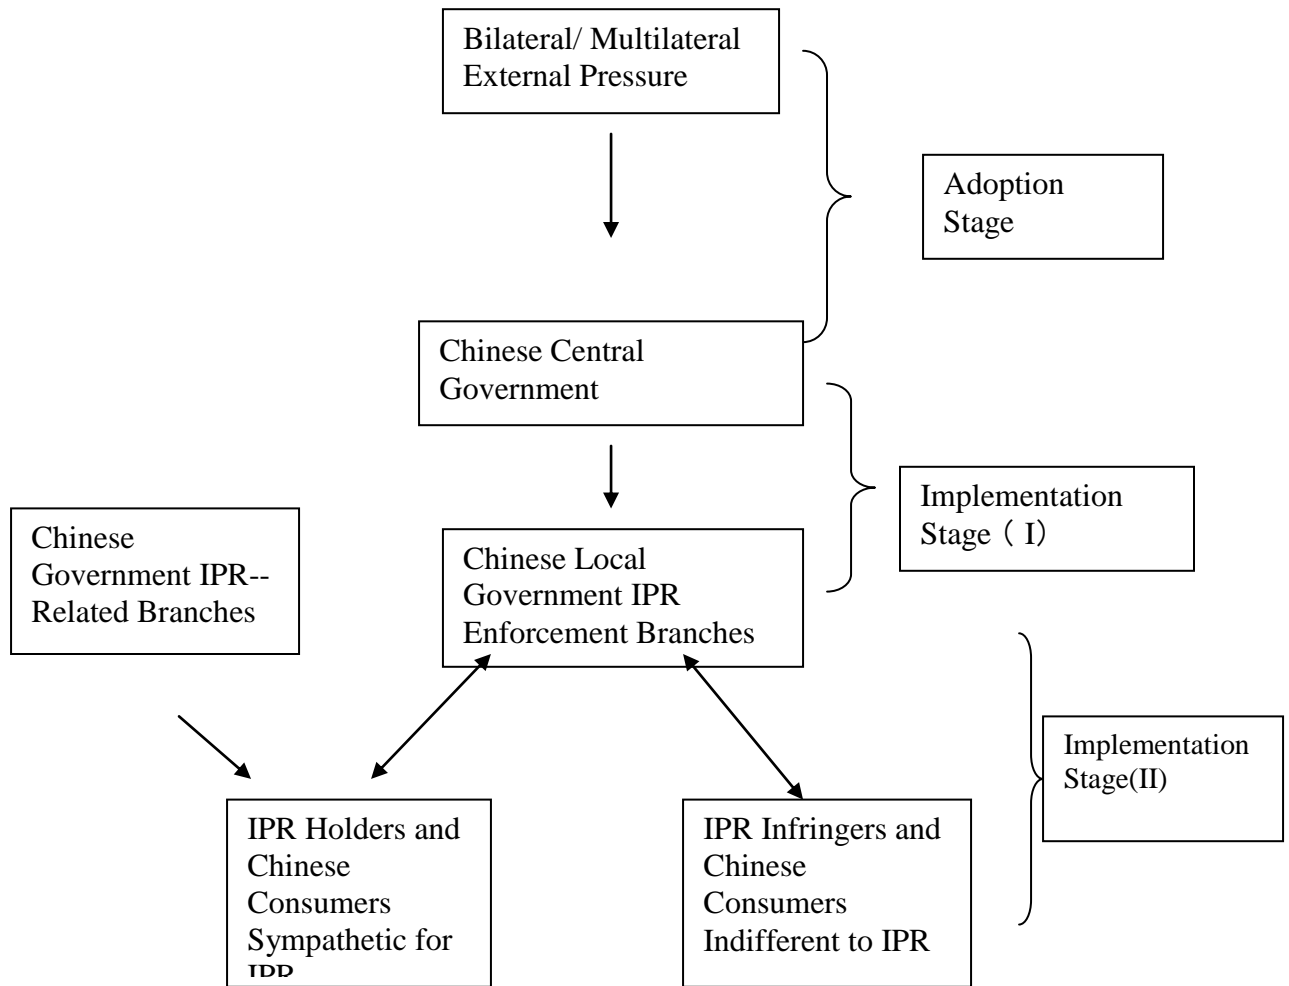 Bilateral/ Multilateral
External Pressure
Adoption
Stage
Chinese Central
Government
Implementation
Stage（ I）
Chinese
Government IPR--
Related Branches
Chinese Local
Government IPR
Enforcement Branches
Implementation
Stage(II)
IPR Holders and
Chinese
Consumers
Sympathetic for
IPR
IPR Infringers and
Chinese
Consumers
Indifferent to IPR